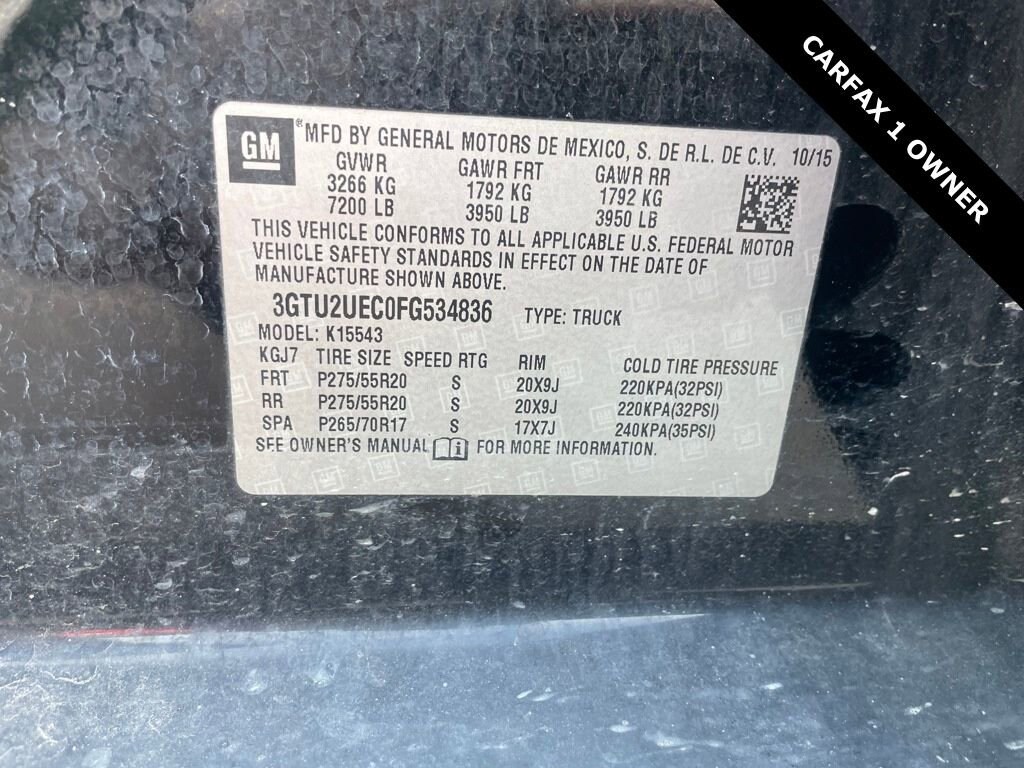 CARFAX 1 OWNER
GM
® MFD BY GENERAL MOTORS DE MEXICO, S. DE R.L. DE C.V. 10/15
GVWR GAWR FRT GAWR RR
3266 KG 1792 KG 1792 KG
7200 LB 3950 LB 3950 LB
THIS VEHICLE CONFORMS TO ALL APPLICABLE U.S. FEDERAL MOTOR
VEHICLE SAFETY STANDARDS IN EFFECT ON THE DATE OF
MANUFACTURE SHOWN ABOVE.
3GTU2UEC0FG534836 TYPE: TRUCK
MODEL: K15543
KGJ7 TIRE SIZE SPEED RTG RIM COLD TIRE PRESSURE
FRT P275/55R20 S 20X9J 220KPA(32PSI)
RR P275/55R20 S 20X9J 220KPA(32PSI)
SPA P265/70R17 S 17X7J 240KPA(35PSI)
SEE OWNER'S MANUAL i FOR MORE INFORMATION.